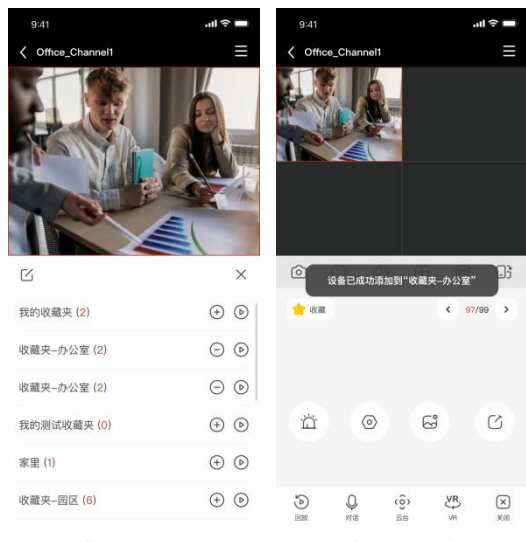 9:41
Office_Channel1
我的收藏夹 (2)
收藏夹–办公室 (2)
收藏夹–办公室 (2)
我的测试收藏夹 (0)
家里 (1)
收藏夹–园区 (6)
9:41
Office_Channel1
设备已成功添加到“收藏夹–办公室”
收藏
97/99
回放
对话
云台
VR
VR
关闭